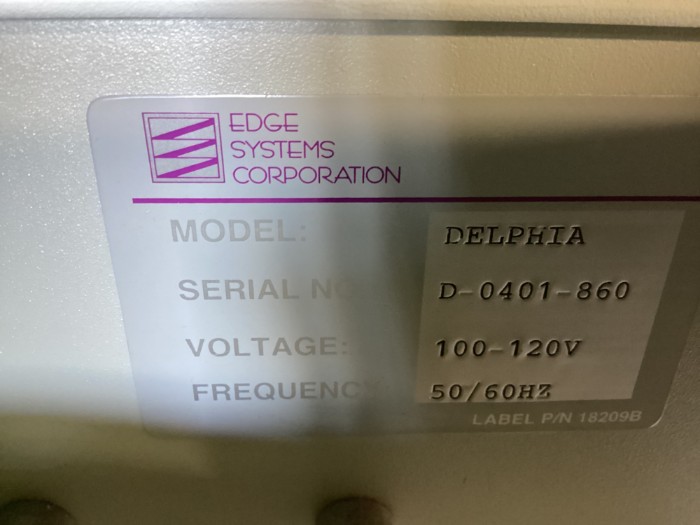 EDGE
SYSTEMS
CORPORATION
MODEL: DELPHIA
SERIAL NO D-0401-860
VOLTAGE: 100-120V
FREQUENC 50/60HZ
LABEL P/N 18209B